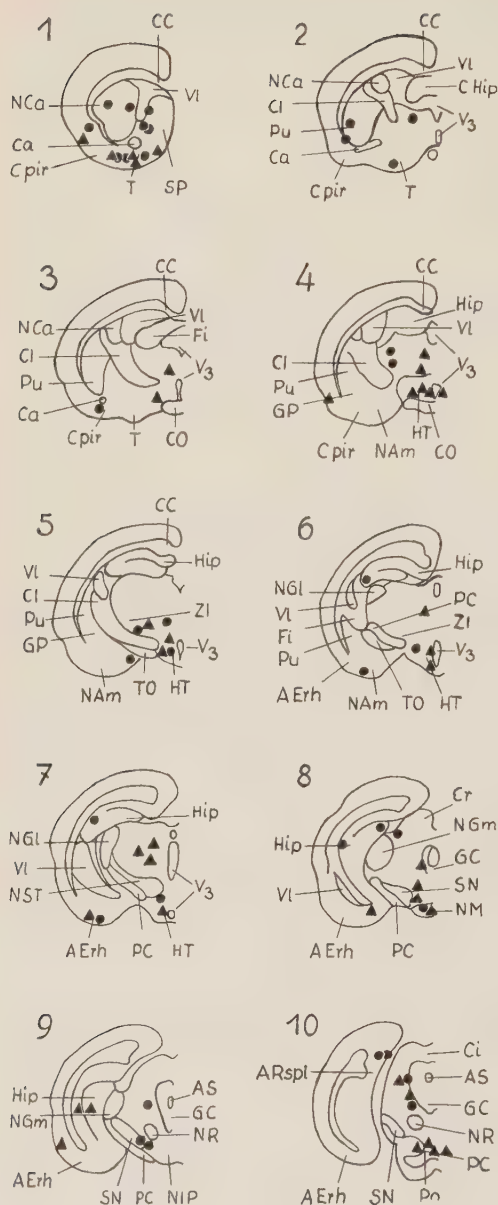 1
CC
Vl
NCa
Ca
Cpir
T
SP
2
CC
Vl
NCa
C Hip
Cl
Pu
V3
Ca
Cpir
T
3
CC
Vl
NCa
Fi
Cl
V3
Pu
Ca
Cpir
T
CO
4
CC
Hip
Vl
Cl
V3
Pu
GP
HT
Cpir
NAm
CO
5
CC
Hip
Vl
Cl
Pu
ZI
GP
V3
NAm
TO
HT
6
Hip
NGl
PC
Vl
ZI
Fi
V3
Pu
AErh
NAm
TO
HT
7
Hip
NGl
Vl
NST
V3
AErh
PC
HT
8
Cr
NGm
Hip
GC
SN
Vl
NM
AErh
PC
9
AS
Hip
GC
NGm
NR
AErh
SN
PC
NIP
10
Ci
ARspl
AS
GC
NR
PC
AErh
SN
Pn